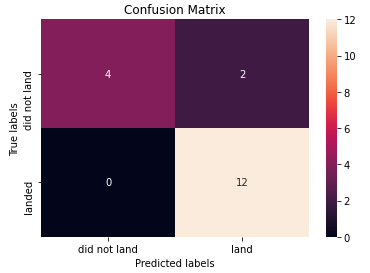 Confusion Matrix
True labels
did not land
landed
4
2
0
12
did not land
land
Predicted labels
12
10
8
6
4
2
0